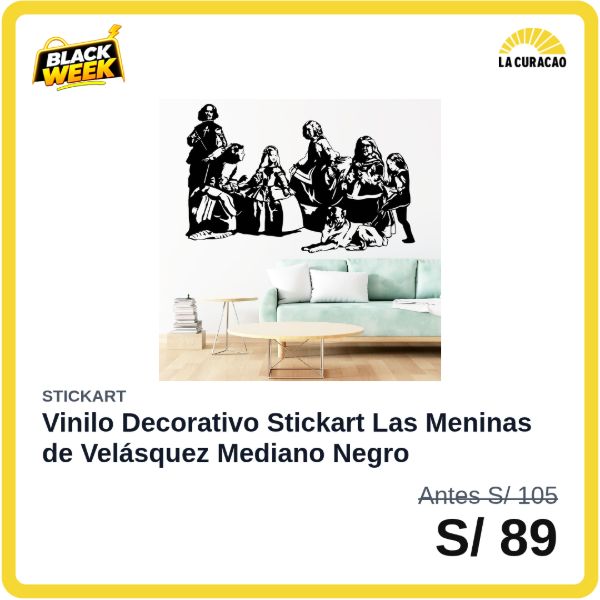 BLACK
WEEK
LA CURACAO
STICKART
Vinilo Decorativo Stickart Las Meninas
de Velásquez Mediano Negro
Antes S/ 105
S/ 89